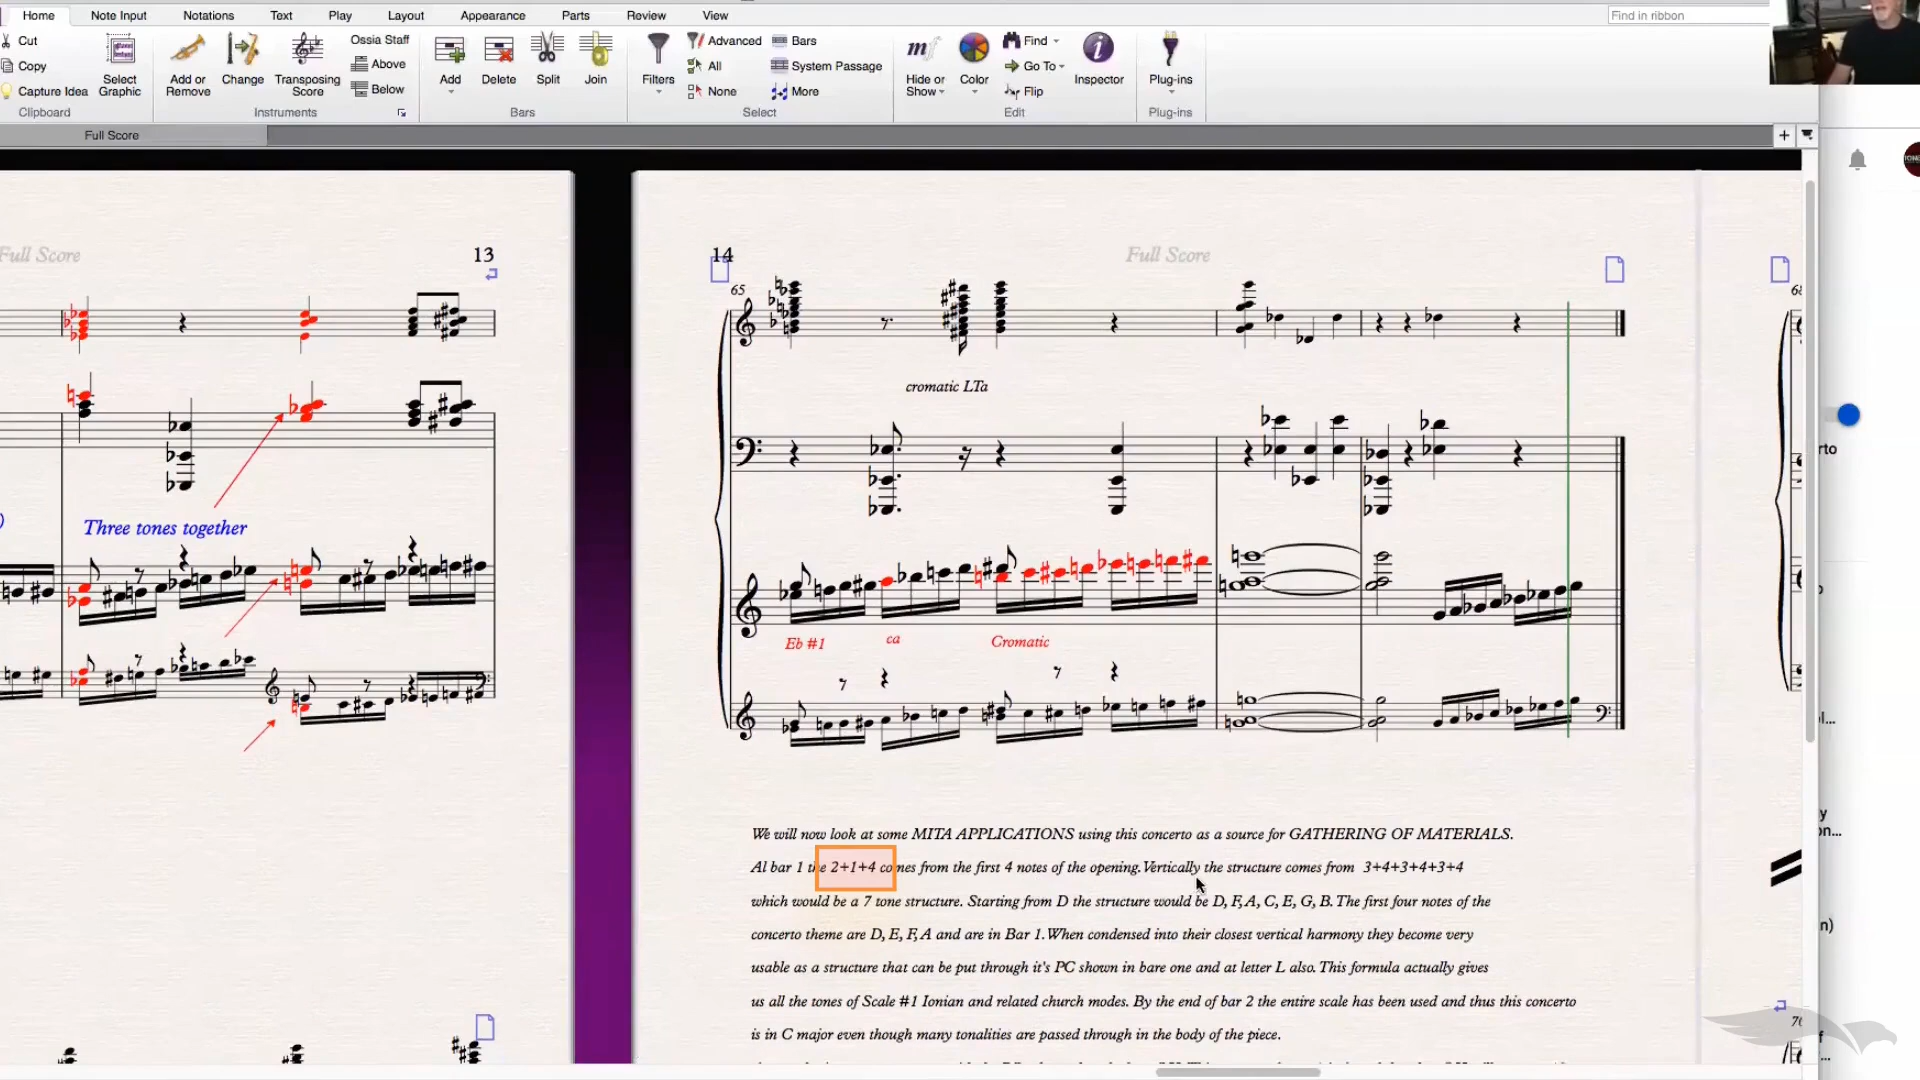 Home Note Input Notations Text Play Layout Appearance Parts Review View Find in ribbon
Cut
Copy
Capture Idea
Clipboard
Select Graphic
Add or Remove
Change
Transposing Score
Ossia Staff
Above
Below
Instruments
Add
Delete
Split
Join
Bars
Filters
Advanced
All
None
Bars
System Passage
More
Select
Hide or Show
Color
Find
Go To
Flip
Inspector
Edit
Plug-ins
Plug-ins
Full Score
Full Score
13
Three tones together
14
Full Score
65
cromatic LTa
Eb #1
ca
Cromatic
We will now look at some MITA APPLICATIONS using this concerto as a source for GATHERING OF MATERIALS.
Al bar 1 the 2+1+4 comes from the first 4 notes of the opening. Vertically the structure comes from 3+4+3+4+3+4
which would be a 7 tone structure. Starting from D the structure would be D, F, A, C, E, G, B. The first four notes of the
concerto theme are D, E, F, A and are in Bar 1. When condensed into their closest vertical harmony they become very
usable as a structure that can be put through it's PC shown in bare one and at letter L also. This formula actually gives
us all the tones of Scale #1 Ionian and related church modes. By the end of bar 2 the entire scale has been used and thus this concerto
is in C major even though many tonalities are passed through in the body of the piece.